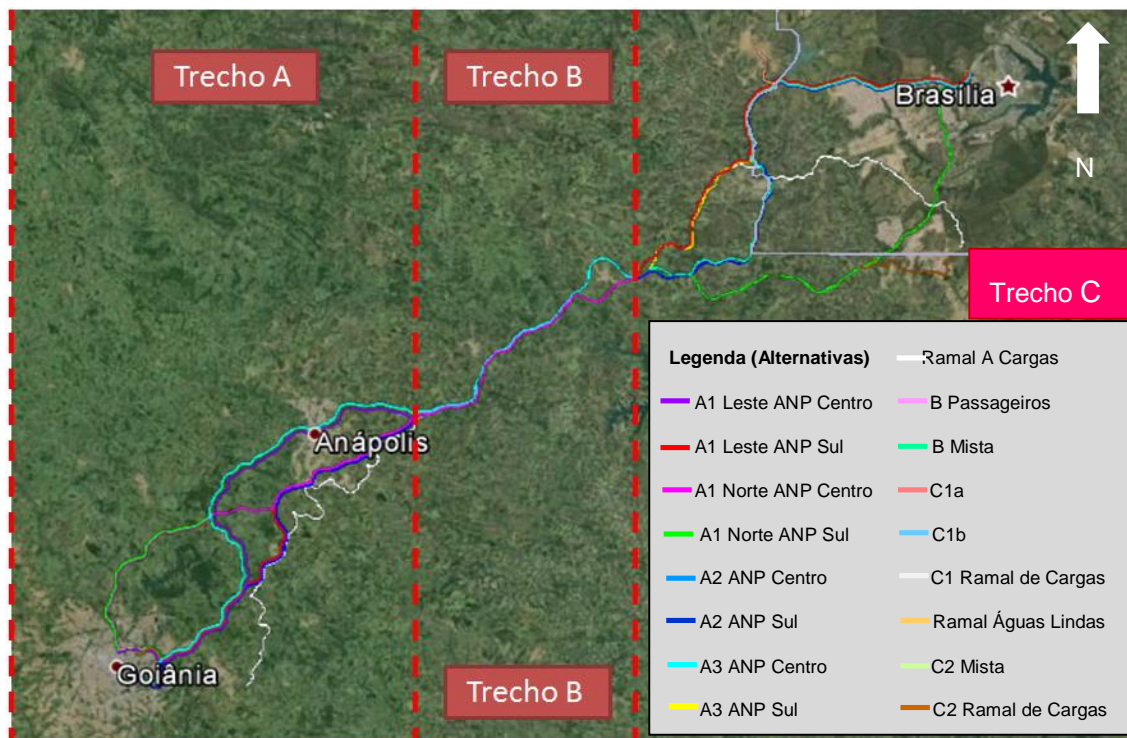 Trecho A
Trecho B
Brasília
N
Trecho C
Anápolis
Goiânia
Trecho B
Legenda (Alternativas)
A1 Leste ANP Centro
A1 Leste ANP Sul
A1 Norte ANP Centro
A1 Norte ANP Sul
A2 ANP Centro
A2 ANP Sul
A3 ANP Centro
A3 ANP Sul
Ramal A Cargas
B Passageiros
B Mista
C1a
C1b
C1 Ramal de Cargas
Ramal Águas Lindas
C2 Mista
C2 Ramal de Cargas